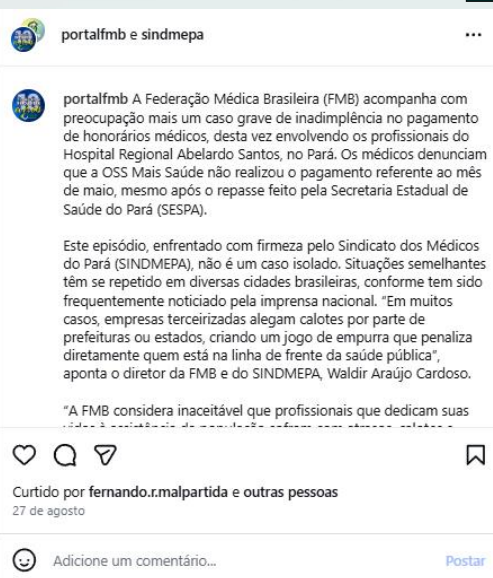 portalfmb e sindmepa
portalfmb A Federação Médica Brasileira (FMB) acompanha com
preocupação mais um caso grave de inadimplência no pagamento
de honorários médicos, desta vez envolvendo os profissionais do
Hospital Regional Abelardo Santos, no Pará. Os médicos denunciam
que a OSS Mais Saúde não realizou o pagamento referente ao mês
de maio, mesmo após o repasse feito pela Secretaria Estadual de
Saúde do Pará (SESPA).
Este episódio, enfrentado com firmeza pelo Sindicato dos Médicos
do Pará (SINDMEPA), não é um caso isolado. Situações semelhantes
têm se repetido em diversas cidades brasileiras, conforme tem sido
frequentemente noticiado pela imprensa nacional. “Em muitos
casos, empresas terceirizadas alegam calotes por parte de
prefeituras ou estados, criando um jogo de empurra que penaliza
diretamente quem está na linha de frente da saúde pública”,
aponta o diretor da FMB e do SINDMEPA, Waldir Araújo Cardoso.
“A FMB considera inaceitável que profissionais que dedicam suas
Curtido por fernando.r.malpartida e outras pessoas
27 de agosto
Adicione um comentário... Postar